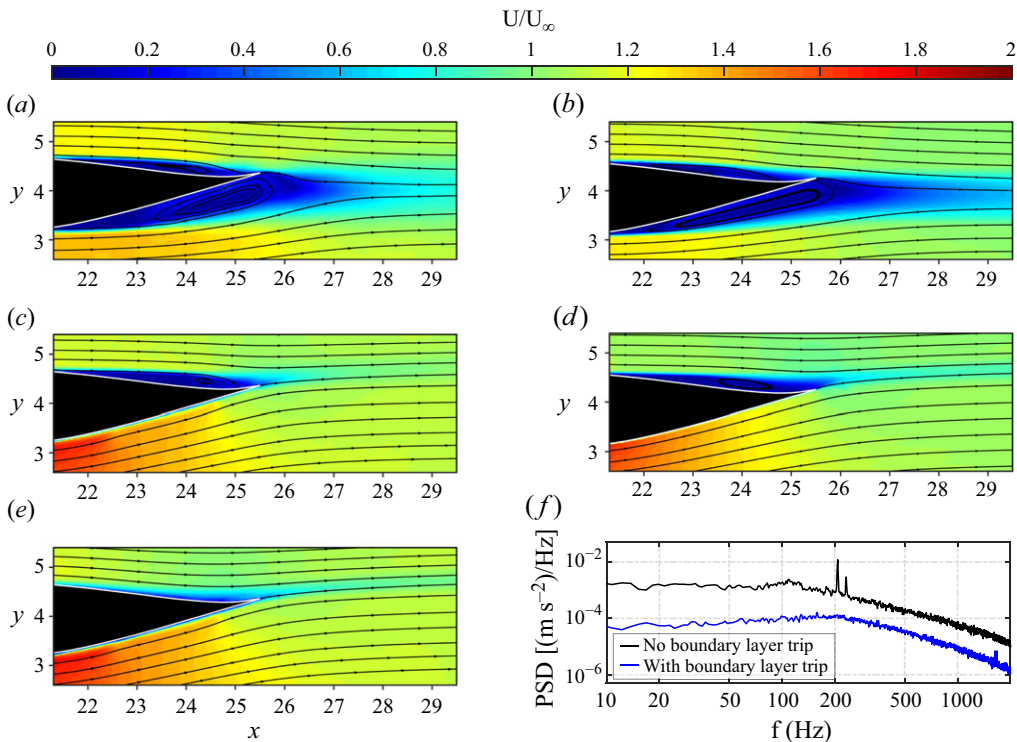 U/U∞
0 0.2 0.4 0.6 0.8 1 1.2 1.4 1.6 1.8 2
(a) (b)
5 5
y 4 y 4
3 3
22 23 24 25 26 27 28 29 22 23 24 25 26 27 28 29
(c) (d)
5 5
y 4 y 4
3 3
22 23 24 25 26 27 28 29 22 23 24 25 26 27 28 29
(e) (f)
5
y 4
3
22 23 24 25 26 27 28 29
x
PSD [(m s⁻²)/Hz]
10⁻²
10⁻⁴
10⁻⁶
No boundary layer trip
With boundary layer trip
10 20 50 100 200 500 1000
f (Hz)